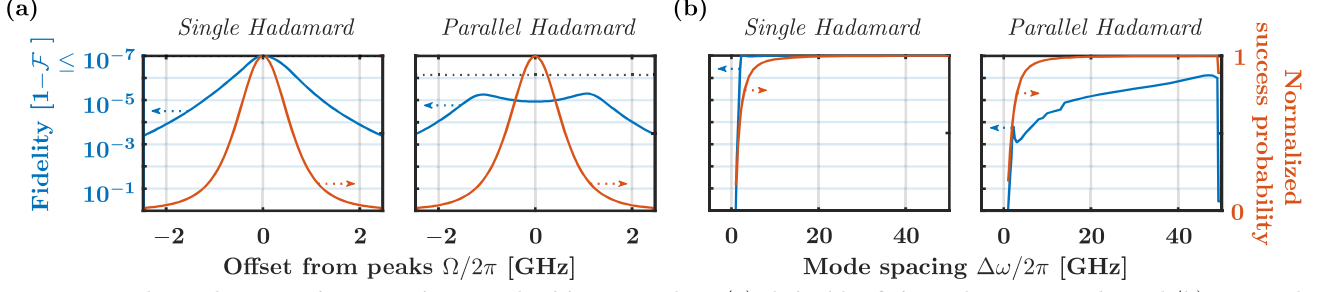 (a)
Single Hadamard
Parallel Hadamard
Fidelity [1−ℱ ≤]
10⁻⁷
10⁻⁵
10⁻³
10⁻¹
−2 0 2
−2 0 2
Offset from peaks Ω/2π [GHz]
(b)
Single Hadamard
Parallel Hadamard
0 20 40
0 20 40
Mode spacing Δω/2π [GHz]
1
0
Normalized
success probability